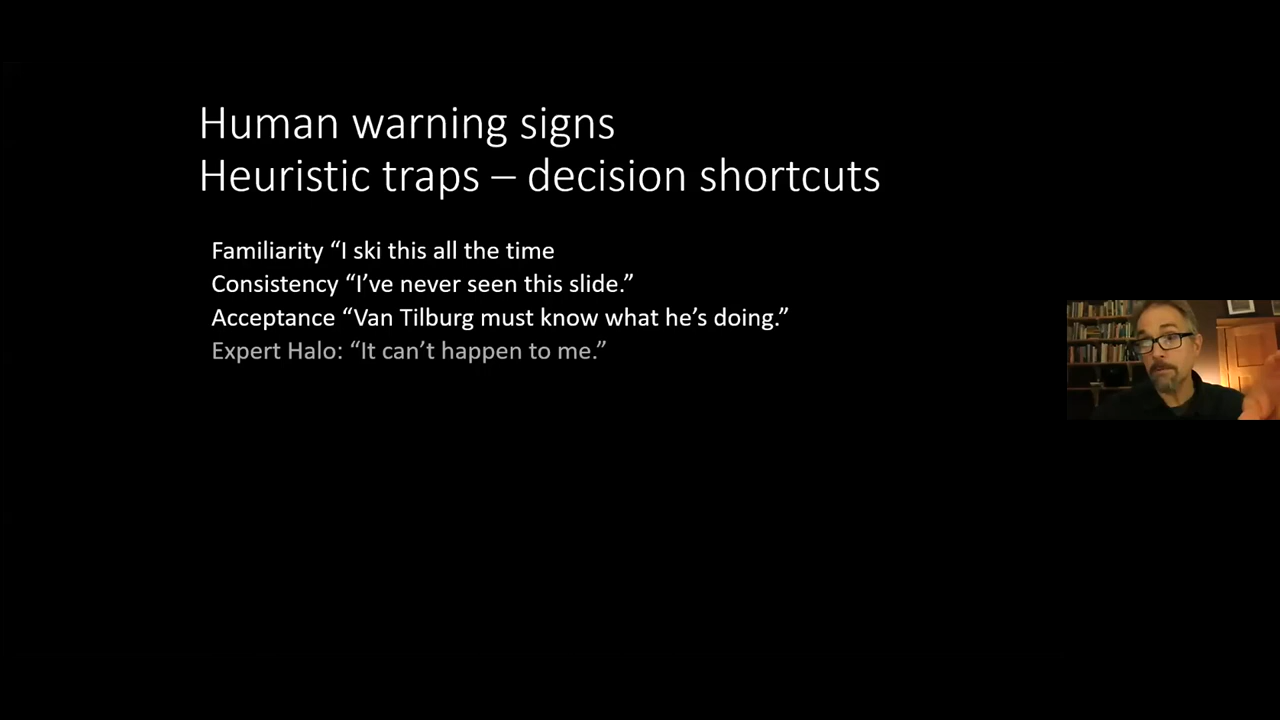 Human warning signs
Heuristic traps – decision shortcuts
Familiarity “I ski this all the time
Consistency “I’ve never seen this slide.”
Acceptance “Van Tilburg must know what he’s doing.”
Expert Halo: “It can’t happen to me.”